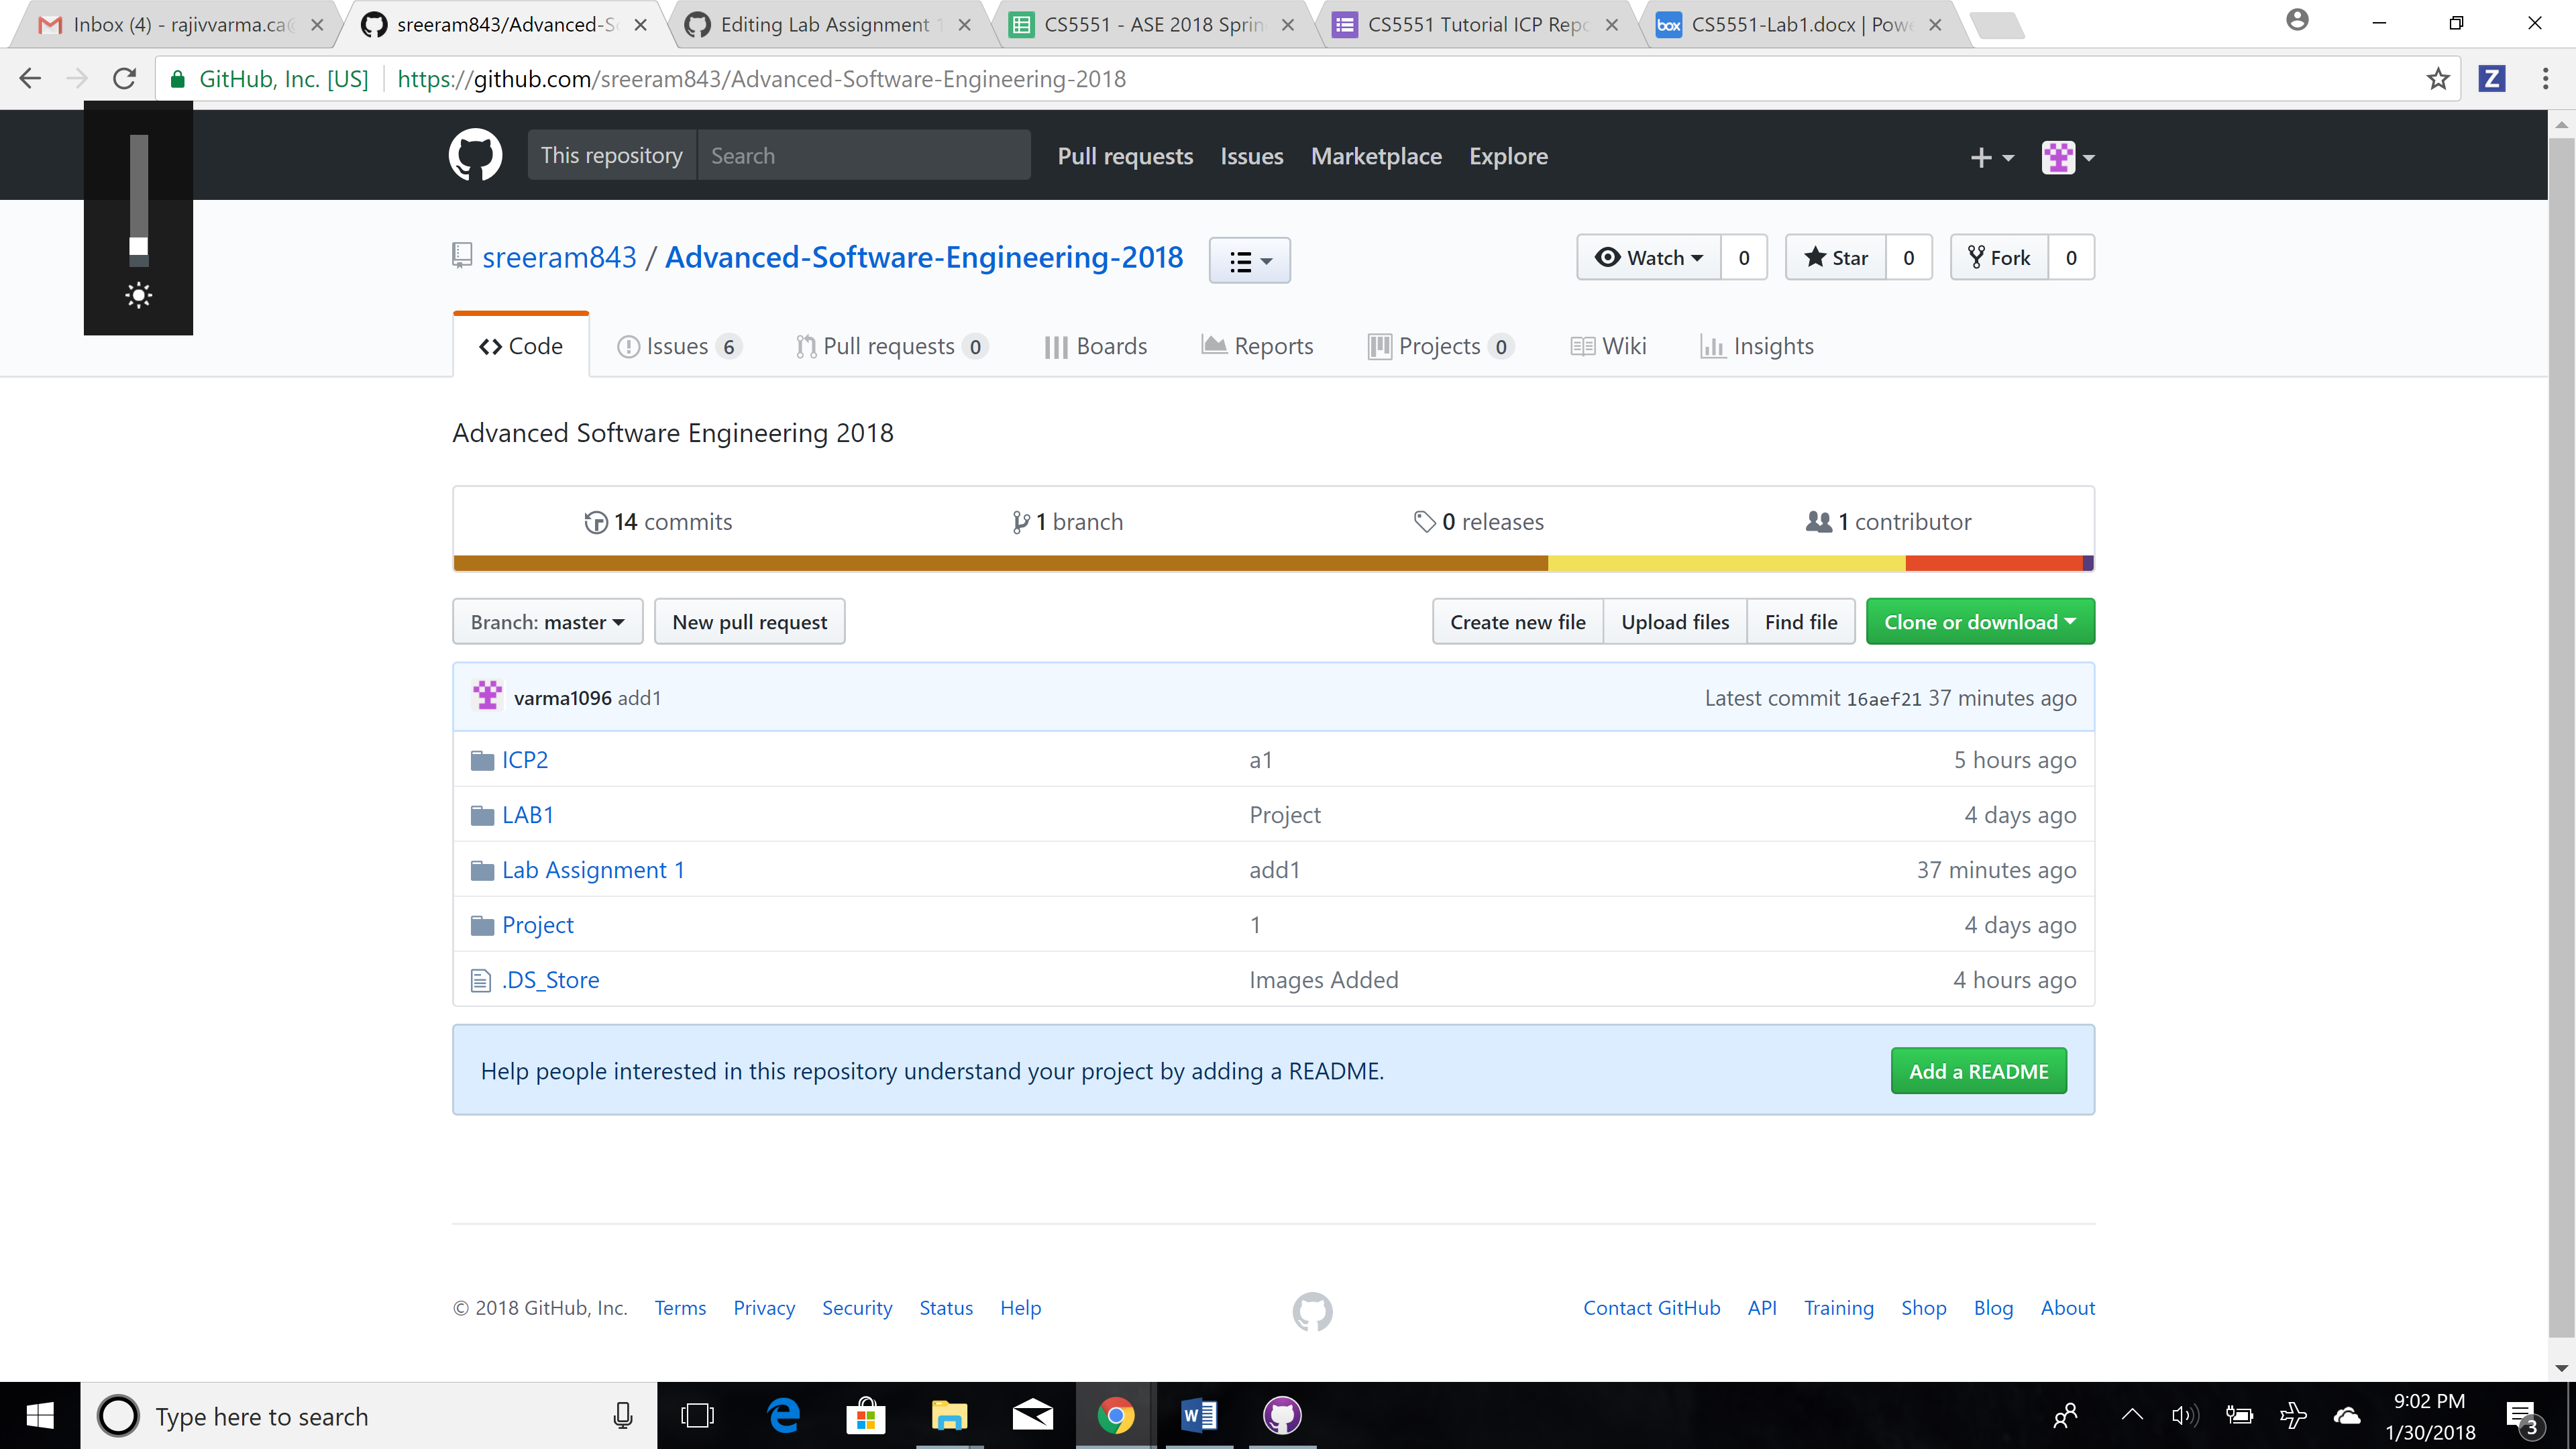 Inbox (4) - rajivvarma.ca@
sreeram843/Advanced-So
Editing Lab Assignment 1
CS5551 - ASE 2018 Sprin
CS5551 Tutorial ICP Repo
box CS5551-Lab1.docx | Powe
GitHub, Inc. [US] https://github.com/sreeram843/Advanced-Software-Engineering-2018
Z
This repository Search Pull requests Issues Marketplace Explore
sreeram843 / Advanced-Software-Engineering-2018 Watch 0 Star 0 Fork 0
Code Issues 6 Pull requests 0 Boards Reports Projects 0 Wiki Insights
Advanced Software Engineering 2018
14 commits 1 branch 0 releases 1 contributor
Branch: master New pull request Create new file Upload files Find file Clone or download
varma1096 add1 Latest commit 16aef21 37 minutes ago
ICP2 a1 5 hours ago
LAB1 Project 4 days ago
Lab Assignment 1 add1 37 minutes ago
Project 1 4 days ago
.DS_Store Images Added 4 hours ago
Help people interested in this repository understand your project by adding a README. Add a README
© 2018 GitHub, Inc. Terms Privacy Security Status Help Contact GitHub API Training Shop Blog About
Type here to search
9:02 PM
1/30/2018
3